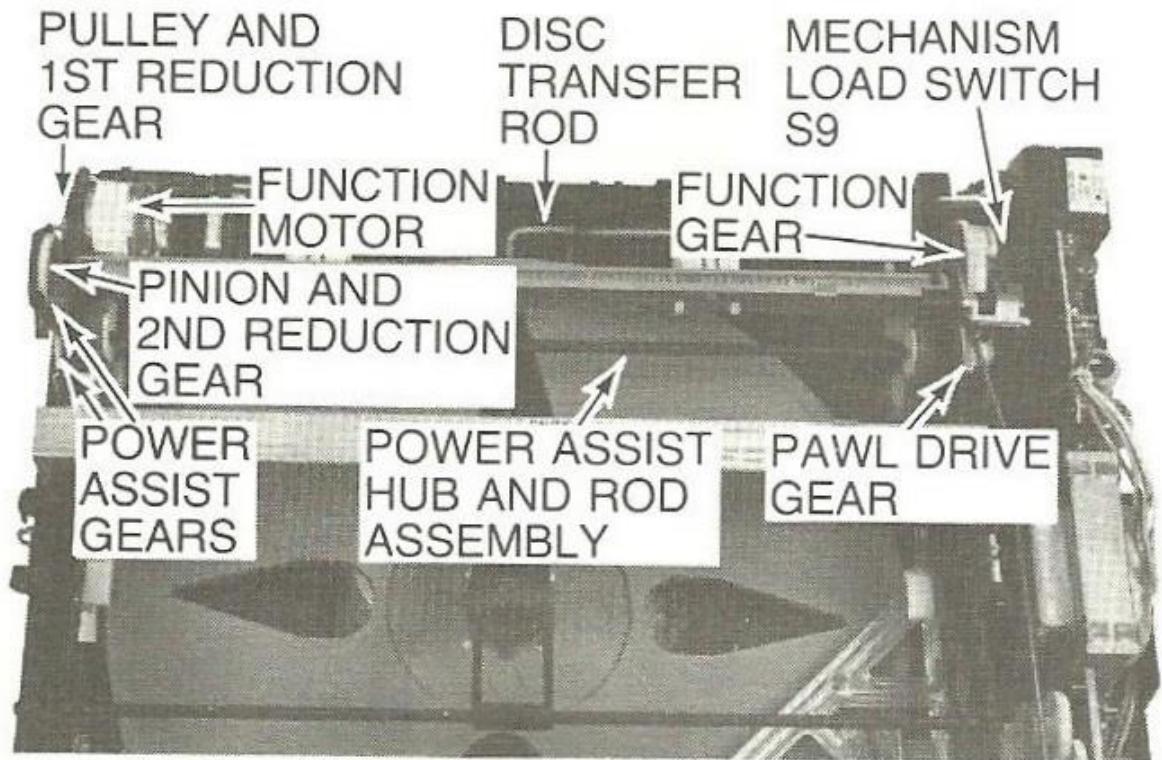 PULLEY AND
1ST REDUCTION
GEAR
DISC
TRANSFER
ROD
MECHANISM
LOAD SWITCH
S9
FUNCTION
MOTOR
FUNCTION
GEAR
PINION AND
2ND REDUCTION
GEAR
POWER
ASSIST
GEARS
POWER ASSIST
HUB AND ROD
ASSEMBLY
PAWL DRIVE
GEAR